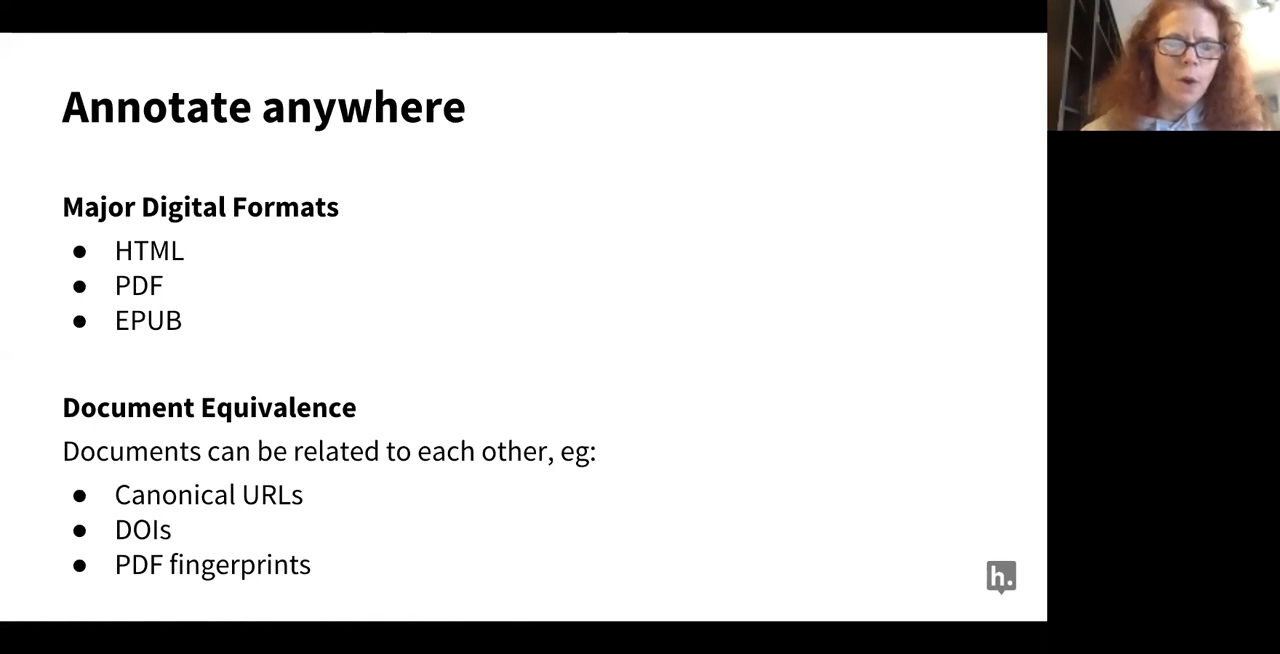 Annotate anywhere
Major Digital Formats
● HTML
● PDF
● EPUB
Document Equivalence
Documents can be related to each other, eg:
● Canonical URLs
● DOIs
● PDF fingerprints
h.